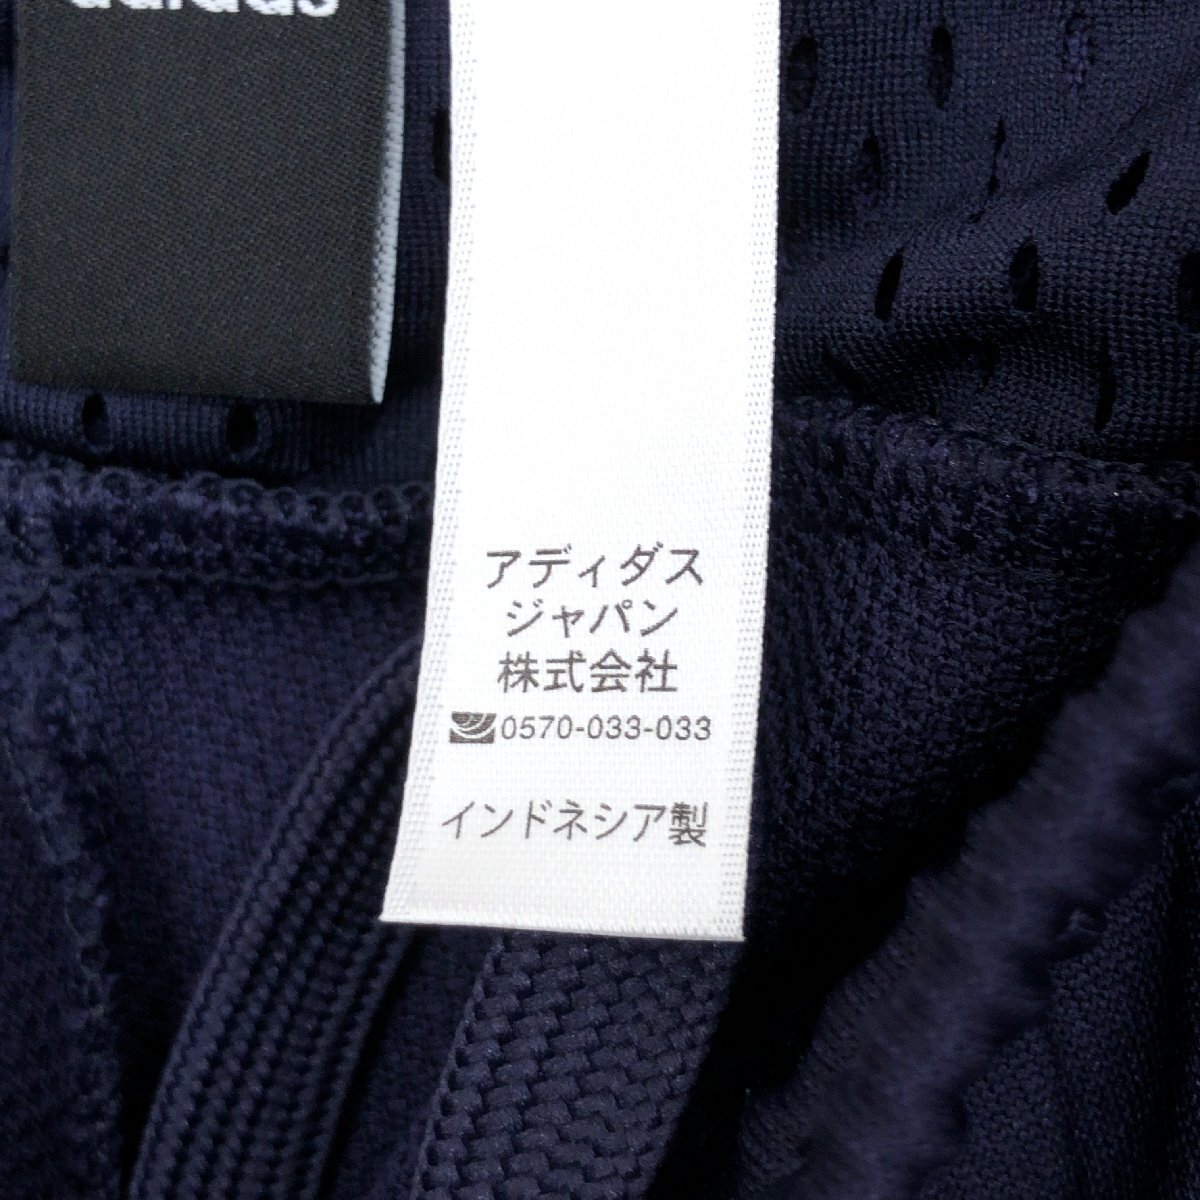 adidas
アディダス
ジャパン
株式会社
0570-033-033
インドネシア製